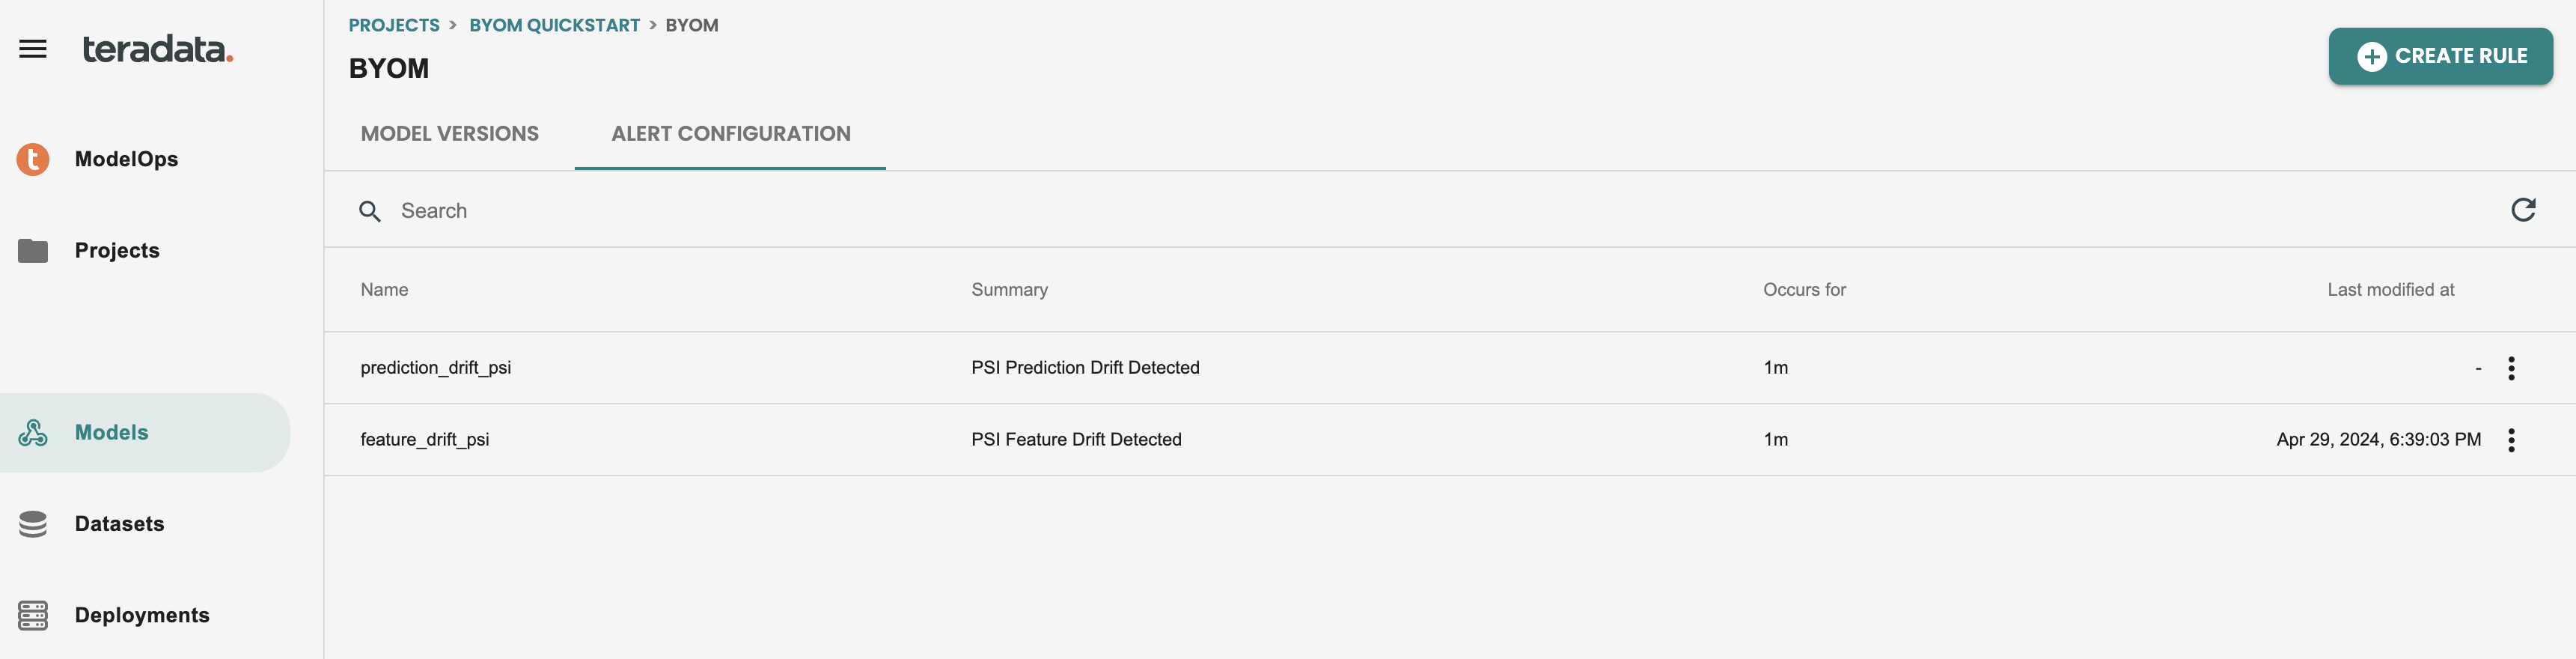 teradata.
ModelOps
Projects
Models
Datasets
Deployments
PROJECTS > BYOM QUICKSTART > BYOM
BYOM
CREATE RULE
MODEL VERSIONS ALERT CONFIGURATION
Search
Name Summary Occurs for Last modified at
prediction_drift_psi PSI Prediction Drift Detected 1m -
feature_drift_psi PSI Feature Drift Detected 1m Apr 29, 2024, 6:39:03 PM